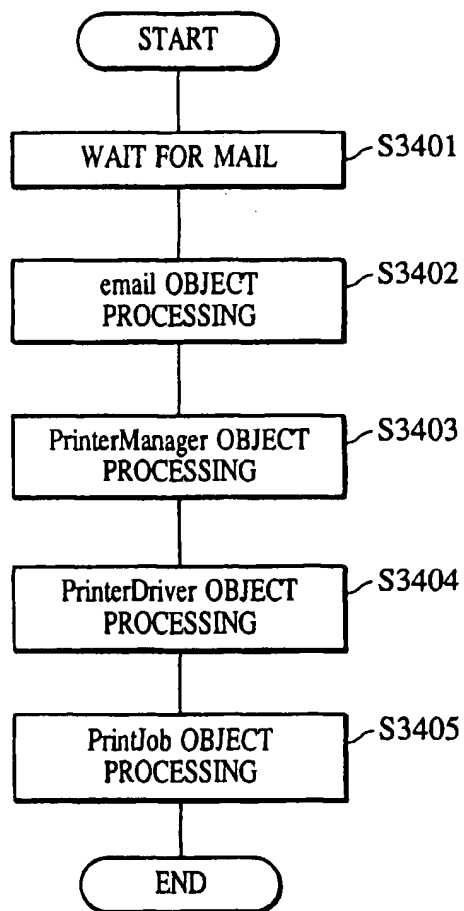 START
WAIT FOR MAIL
S3401
email OBJECT
PROCESSING
S3402
PrinterManager OBJECT
PROCESSING
S3403
PrinterDriver OBJECT
PROCESSING
S3404
PrintJob OBJECT
PROCESSING
S3405
END